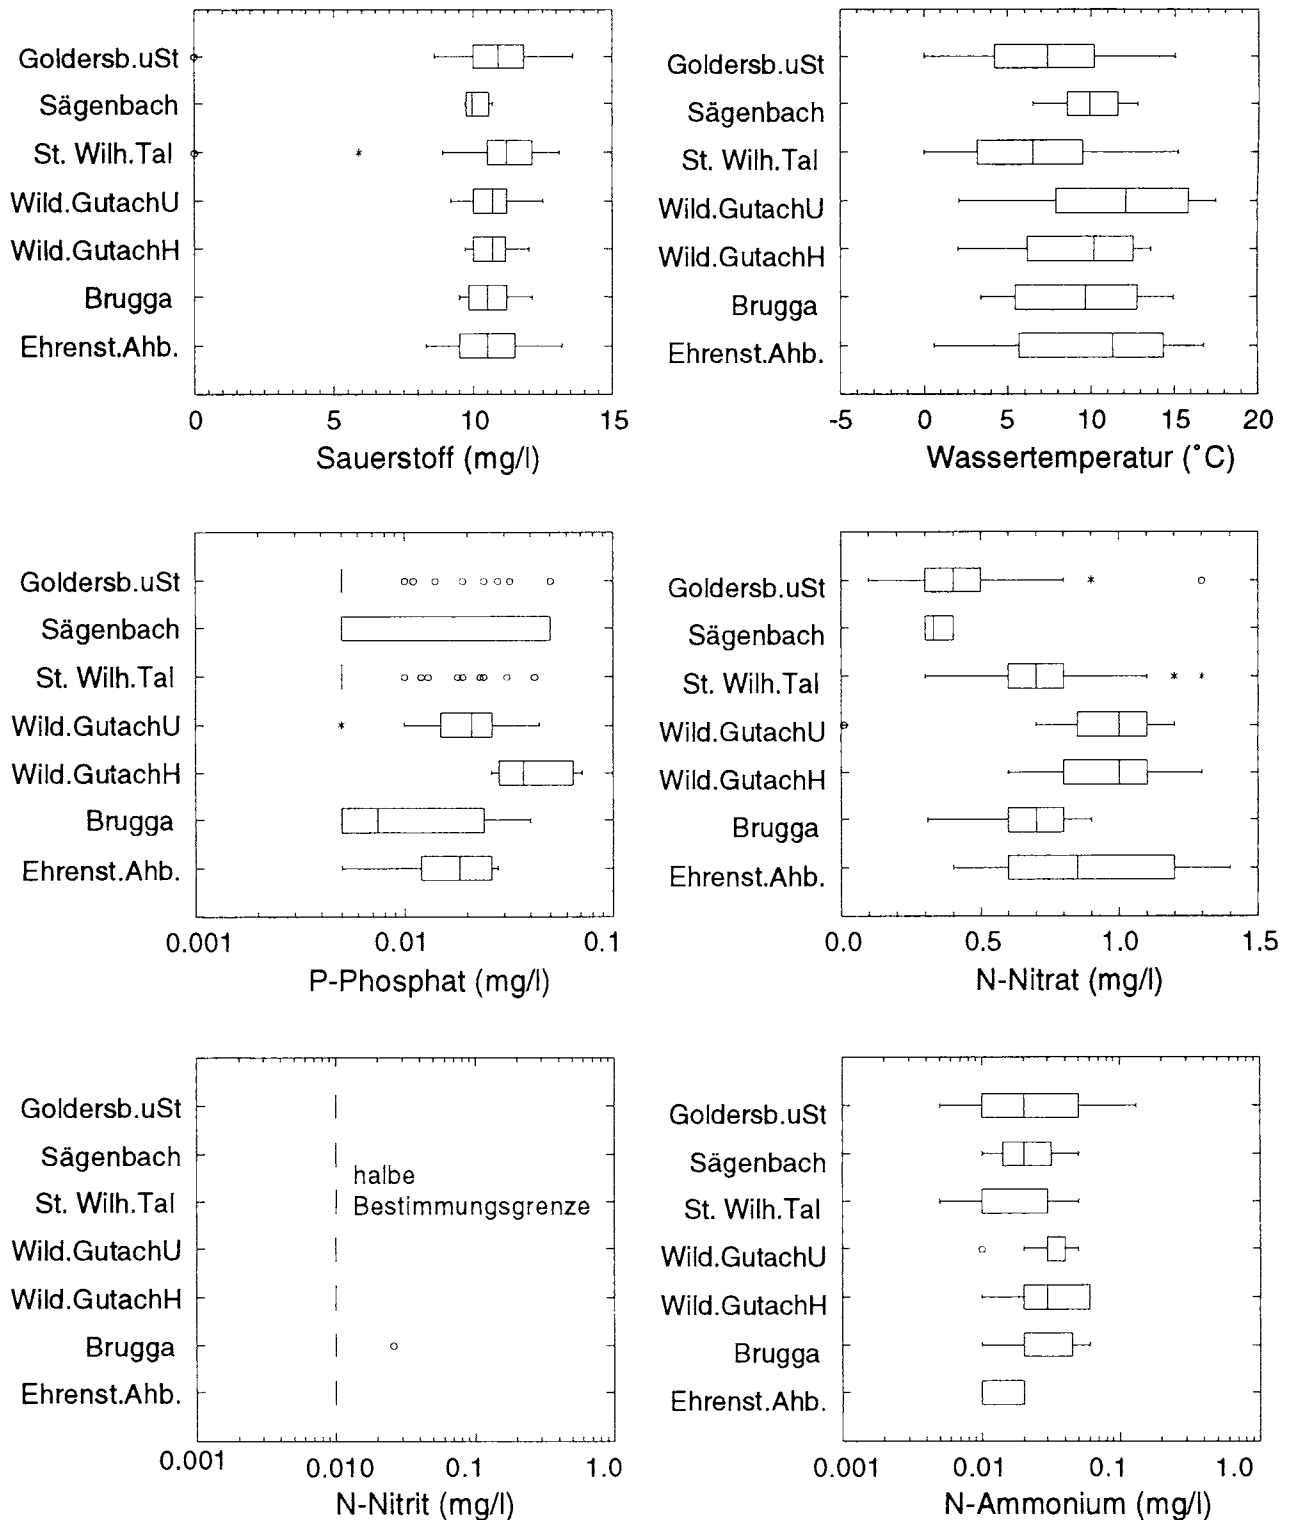 Goldersb.uSt
Sägenbach
St. Wilh.Tal
Wild.GutachU
Wild.GutachH
Brugga
Ehrenst.Ahb.
0 5 10 15
Sauerstoff (mg/l)
Goldersb.uSt
Sägenbach
St. Wilh.Tal
Wild.GutachU
Wild.GutachH
Brugga
Ehrenst.Ahb.
-5 0 5 10 15 20
Wassertemperatur (°C)
Goldersb.uSt
Sägenbach
St. Wilh.Tal
Wild.GutachU
Wild.GutachH
Brugga
Ehrenst.Ahb.
0.001 0.01 0.1
P-Phosphat (mg/l)
Goldersb.uSt
Sägenbach
St. Wilh.Tal
Wild.GutachU
Wild.GutachH
Brugga
Ehrenst.Ahb.
0.0 0.5 1.0 1.5
N-Nitrat (mg/l)
Goldersb.uSt
Sägenbach
St. Wilh.Tal
Wild.GutachU
Wild.GutachH
Brugga
Ehrenst.Ahb.
halbe
Bestimmungsgrenze
0.001 0.010 0.1 1.0
N-Nitrit (mg/l)
Goldersb.uSt
Sägenbach
St. Wilh.Tal
Wild.GutachU
Wild.GutachH
Brugga
Ehrenst.Ahb.
0.001 0.01 0.1 1.0
N-Ammonium (mg/l)